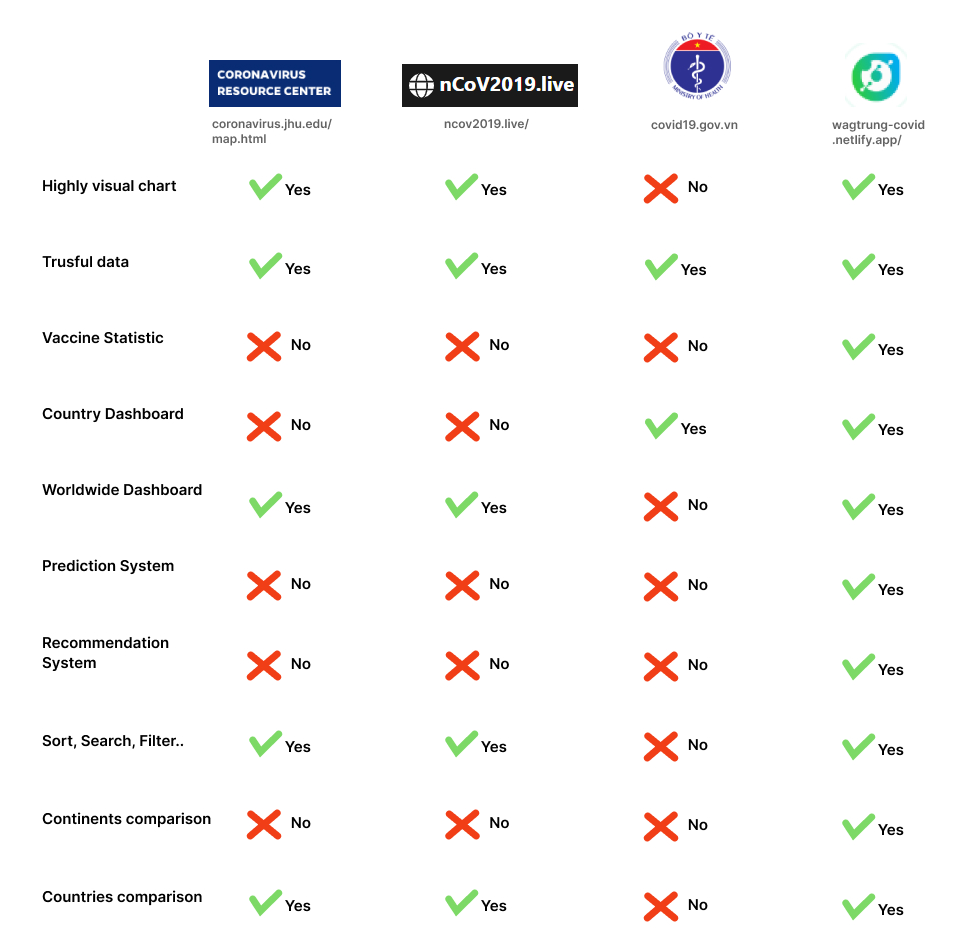 BỘ Y TẾ
CORONAVIRUS
RESOURCE CENTER
nCoV2019.live
MINISTRY OF HEALTH
coronavirus.jhu.edu/
map.html
ncov2019.live/
covid19.gov.vn
wagtrung-covid
.netlify.app/
Highly visual chart Yes Yes No Yes
Trusful data Yes Yes Yes Yes
Vaccine Statistic No No No Yes
Country Dashboard No No Yes Yes
Worldwide Dashboard Yes Yes No Yes
Prediction System No No No Yes
Recommendation
System No No No Yes
Sort, Search, Filter.. Yes Yes No Yes
Continents comparison No No No Yes
Countries comparison Yes Yes No Yes